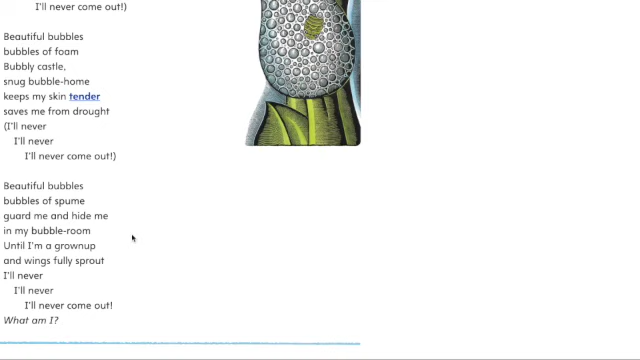 I'll never come out!)
Beautiful bubbles
bubbles of foam
Bubbly castle,
snug bubble-home
keeps my skin tender
saves me from drought
(I'll never
I'll never
I'll never come out!)
Beautiful bubbles
bubbles of spume
guard me and hide me
in my bubble-room
Until I'm a grownup
and wings fully sprout
I'll never
I'll never
I'll never come out!
What am I?